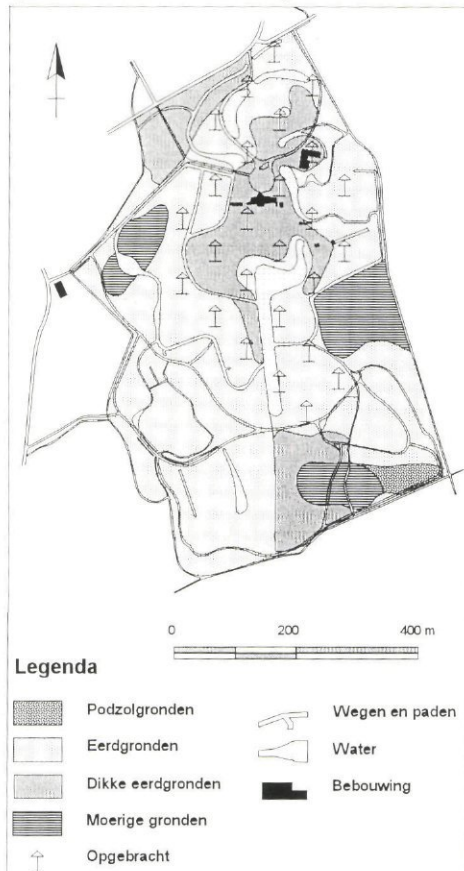 0 200 400 m
Legenda
Podzolgronden
Eerdgronden
Dikke eerdgronden
Moerige gronden
Opgebracht
Wegen en paden
Water
Bebouwing